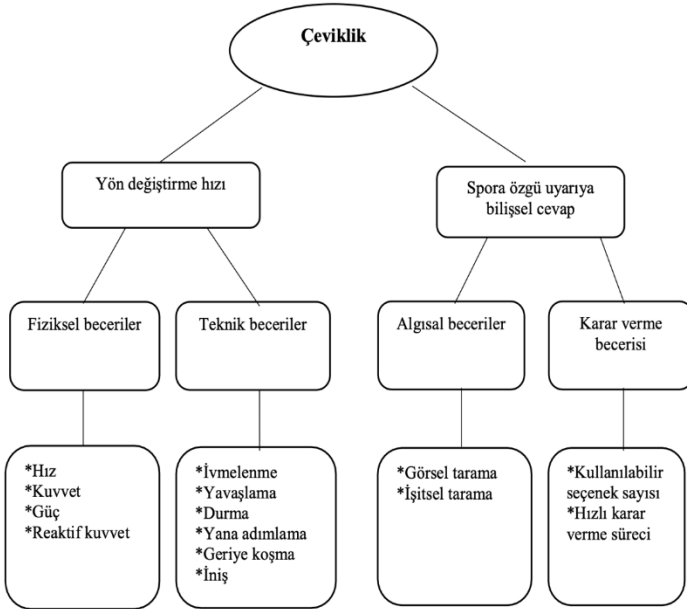 Çeviklik
Yön değiştirme hızı
Spora özgü uyarıya
bilişsel cevap
Fiziksel beceriler
Teknik beceriler
Algısal beceriler
Karar verme
becerisi
*Hız
*Kuvvet
*Güç
*Reaktif kuvvet
*İvmelenme
*Yavaşlama
*Durma
*Yana adımlama
*Geriye koşma
*İniş
*Görsel tarama
*İşitsel tarama
*Kullanılabilir
seçenek sayısı
*Hızlı karar
verme süreci